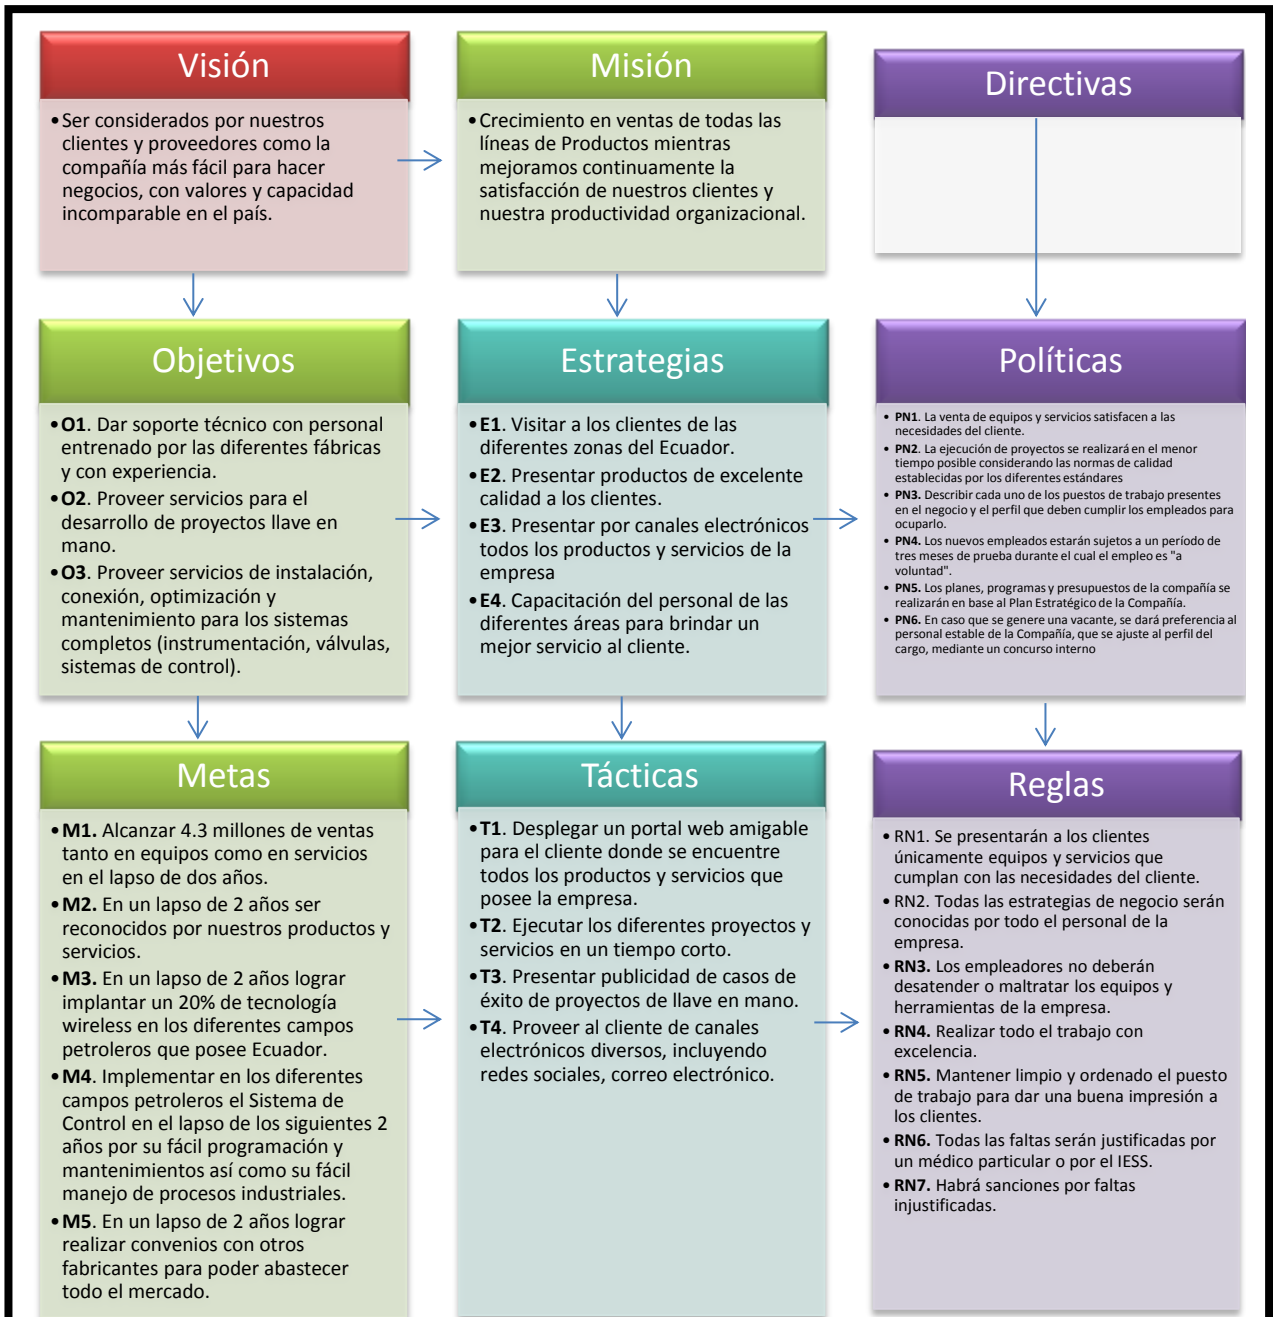 Visión
• Ser considerados por nuestros
clientes y proveedores como la
compañía más fácil para hacer
negocios, con valores y capacidad
incomparable en el país.
Misión
• Crecimiento en ventas de todas las
líneas de Productos mientras
mejoramos continuamente la
satisfacción de nuestros clientes y
nuestra productividad organizacional.
Directivas
Objetivos
• O1. Dar soporte técnico con personal
entrenado por las diferentes fábricas
y con experiencia.
• O2. Proveer servicios para el
desarrollo de proyectos llave en
mano.
• O3. Proveer servicios de instalación,
conexión, optimización y
mantenimiento para los sistemas
completos (instrumentación, válvulas,
sistemas de control).
Estrategias
• E1. Visitar a los clientes de las
diferentes zonas del Ecuador.
• E2. Presentar productos de excelente
calidad a los clientes.
• E3. Presentar por canales electrónicos
todos los productos y servicios de la
empresa
• E4. Capacitación del personal de las
diferentes áreas para brindar un
mejor servicio al cliente.
Políticas
• PN1. La venta de equipos y servicios satisfacen a las
necesidades del cliente.
• PN2. La ejecución de proyectos se realizará en el menor
tiempo posible considerando las normas de calidad
establecidas por los diferentes estándares
• PN3. Describir cada uno de los puestos de trabajo presentes
en el negocio y el perfil que deben cumplir los empleados para
ocuparlo.
• PN4. Los nuevos empleados estarán sujetos a un período de
tres meses de prueba durante el cual el empleo es "a
voluntad".
• PN5. Los planes, programas y presupuestos de la compañía se
realizarán en base al Plan Estratégico de la Compañía.
• PN6. En caso que se genere una vacante, se dará preferencia al
personal estable de la Compañía, que se ajuste al perfil del
cargo, mediante un concurso interno
Metas
• M1. Alcanzar 4.3 millones de ventas
tanto en equipos como en servicios
en el lapso de dos años.
• M2. En un lapso de 2 años ser
reconocidos por nuestros productos y
servicios.
• M3. En un lapso de 2 años lograr
implantar un 20% de tecnología
wireless en los diferentes campos
petroleros que posee Ecuador.
• M4. Implementar en los diferentes
campos petroleros el Sistema de
Control en el lapso de los siguientes 2
años por su fácil programación y
mantenimientos así como su fácil
manejo de procesos industriales.
• M5. En un lapso de 2 años lograr
realizar convenios con otros
fabricantes para poder abastecer
todo el mercado.
Tácticas
• T1. Desplegar un portal web amigable
para el cliente donde se encuentre
todos los productos y servicios que
posee la empresa.
• T2. Ejecutar los diferentes proyectos y
servicios en un tiempo corto.
• T3. Presentar publicidad de casos de
éxito de proyectos de llave en mano.
• T4. Proveer al cliente de canales
electrónicos diversos, incluyendo
redes sociales, correo electrónico.
Reglas
• RN1. Se presentarán a los clientes
únicamente equipos y servicios que
cumplan con las necesidades del cliente.
• RN2. Todas las estrategias de negocio serán
conocidas por todo el personal de la
empresa.
• RN3. Los empleadores no deberán
desatender o maltratar los equipos y
herramientas de la empresa.
• RN4. Realizar todo el trabajo con
excelencia.
• RN5. Mantener limpio y ordenado el puesto
de trabajo para dar una buena impresión a
los clientes.
• RN6. Todas las faltas serán justificadas por
un médico particular o por el IESS.
• RN7. Habrá sanciones por faltas
injustificadas.